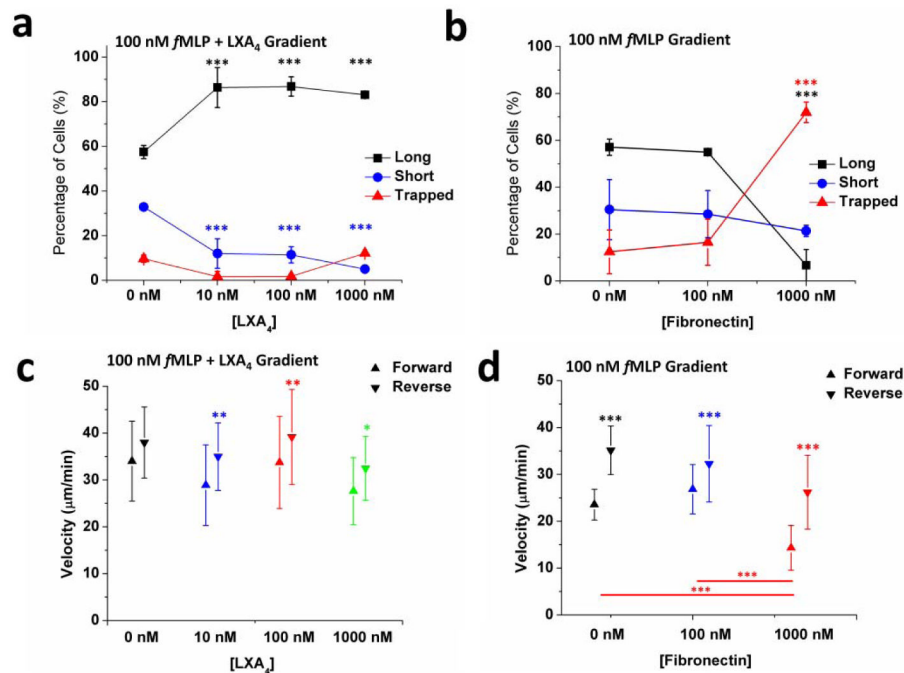 a
100 nM fMLP + LXA4 Gradient
Percentage of Cells (%)
100
80
60
40
20
0
*** *** ***
*** *** ***
Long
Short
Trapped
0 nM 10 nM 100 nM 1000 nM
[LXA4]
b
100 nM fMLP Gradient
Percentage of Cells (%)
100
80
60
40
20
0
***
***
Long
Short
Trapped
0 nM 100 nM 1000 nM
[Fibronectin]
c
100 nM fMLP + LXA4 Gradient
Velocity (µm/min)
50
40
30
20
10
0
Forward
Reverse
** ** *
0 nM 10 nM 100 nM 1000 nM
[LXA4]
d
100 nM fMLP Gradient
Velocity (µm/min)
50
40
30
20
10
0
Forward
Reverse
*** *** ***
***
***
0 nM 100 nM 1000 nM
[Fibronectin]